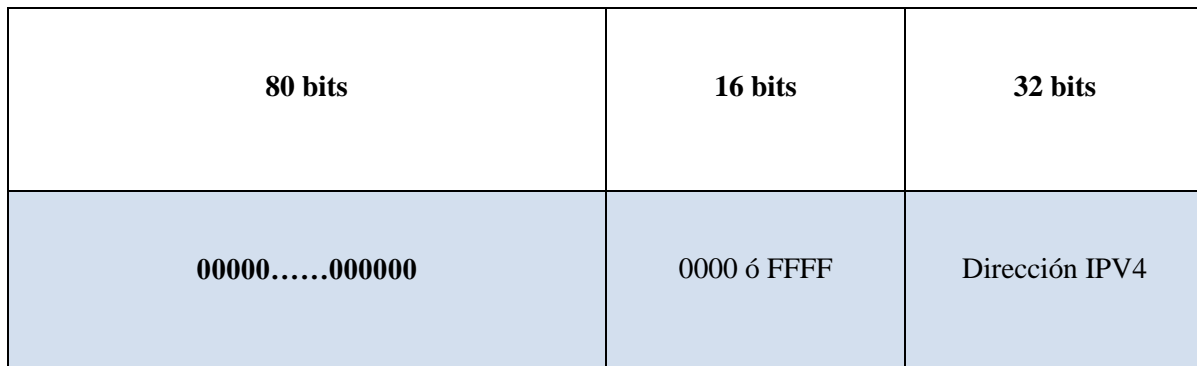 80 bits
16 bits
32 bits
00000……000000
0000 ó FFFF
Dirección IPV4